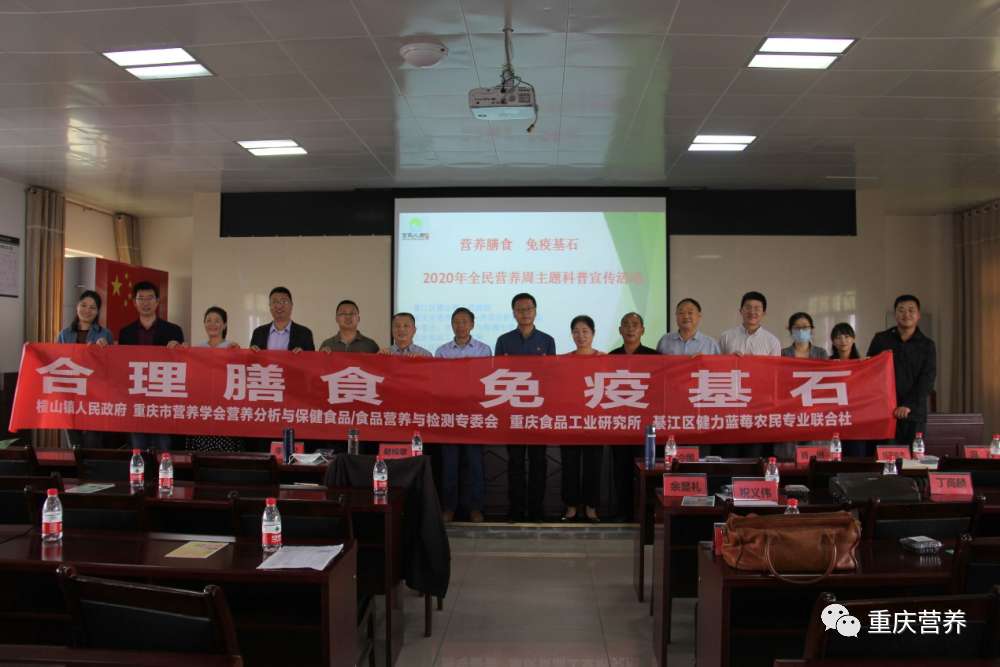 营养膳食 免疫基石
2020年全民营养周主题科普宣传活动
合理膳食 免疫基石
横山镇人民政府 重庆市营养学会营养分析与保健食品/食品营养与检测专委会 重庆食品工业研究所 綦江区健力蓝莓农民专业联合社
余显礼
祝义伟
重庆营养